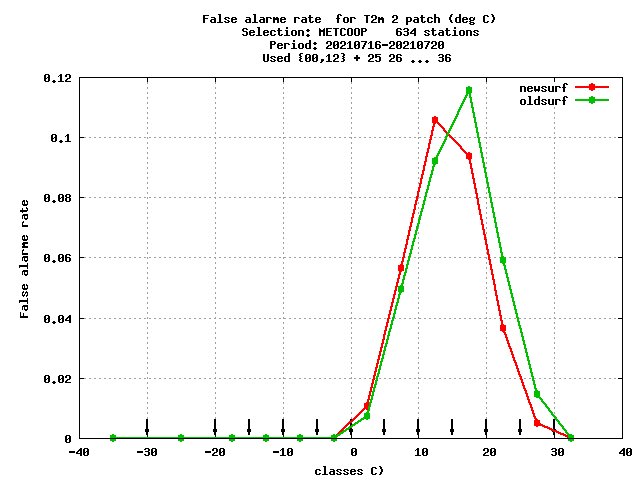 False alarme rate  for T2m 2 patch (deg C)
Selection: METCOOP    634 stations
Period: 20210716-20210720
Used {00,12} + 25 26 ... 36
newsurf
oldsurf
0.12
0.1
0.08
0.06
0.04
0.02
0
False alarme rate
-40 -30 -20 -10 0 10 20 30 40
classes C)